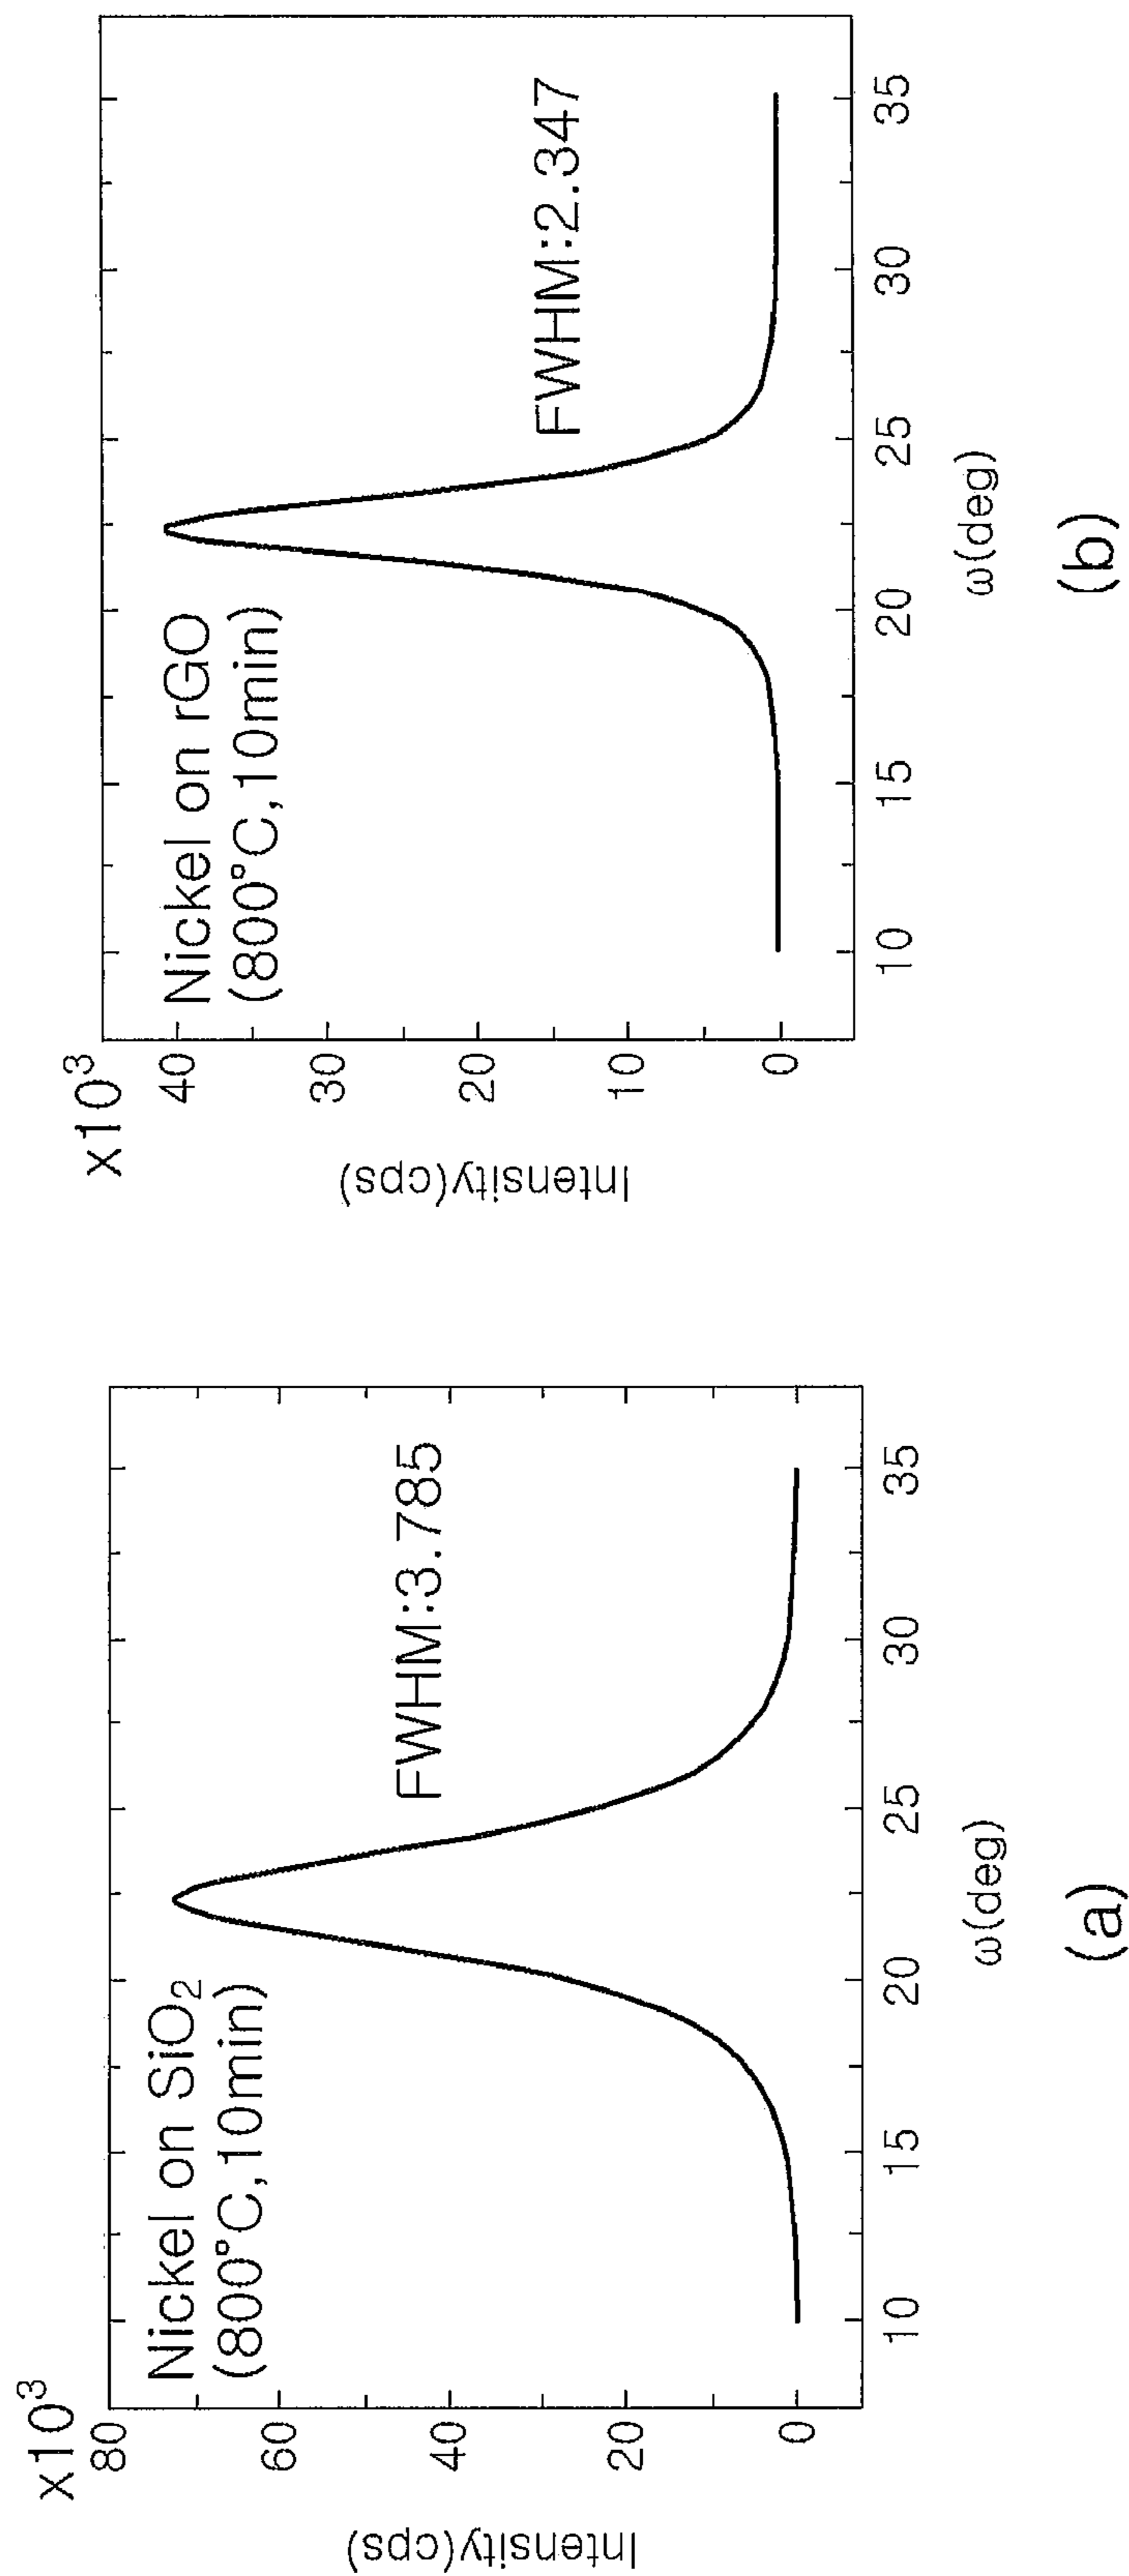 x10³
80
60
40
20
0
Intensity(cps)
Nickel on SiO₂
(800°C,10min)
FWHM:3.785
10 15 20 25 30 35
ω(deg)
(a)
x10³
40
30
20
10
0
Intensity(cps)
Nickel on rGO
(800°C,10min)
FWHM:2.347
10 15 20 25 30 35
ω(deg)
(b)